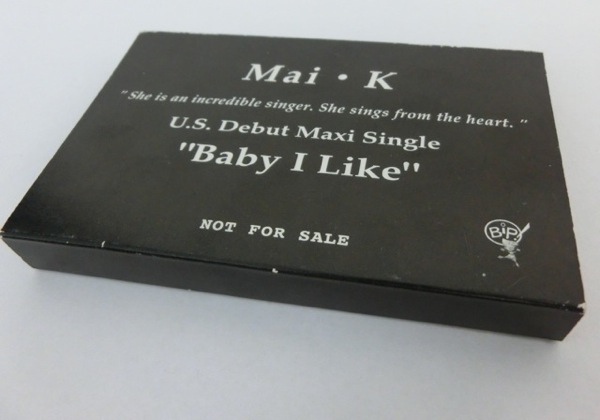 Mai • K
"She is an incredible singer. She sings from the heart."
U.S. Debut Maxi Single
"Baby I Like"
NOT FOR SALE
BiP.